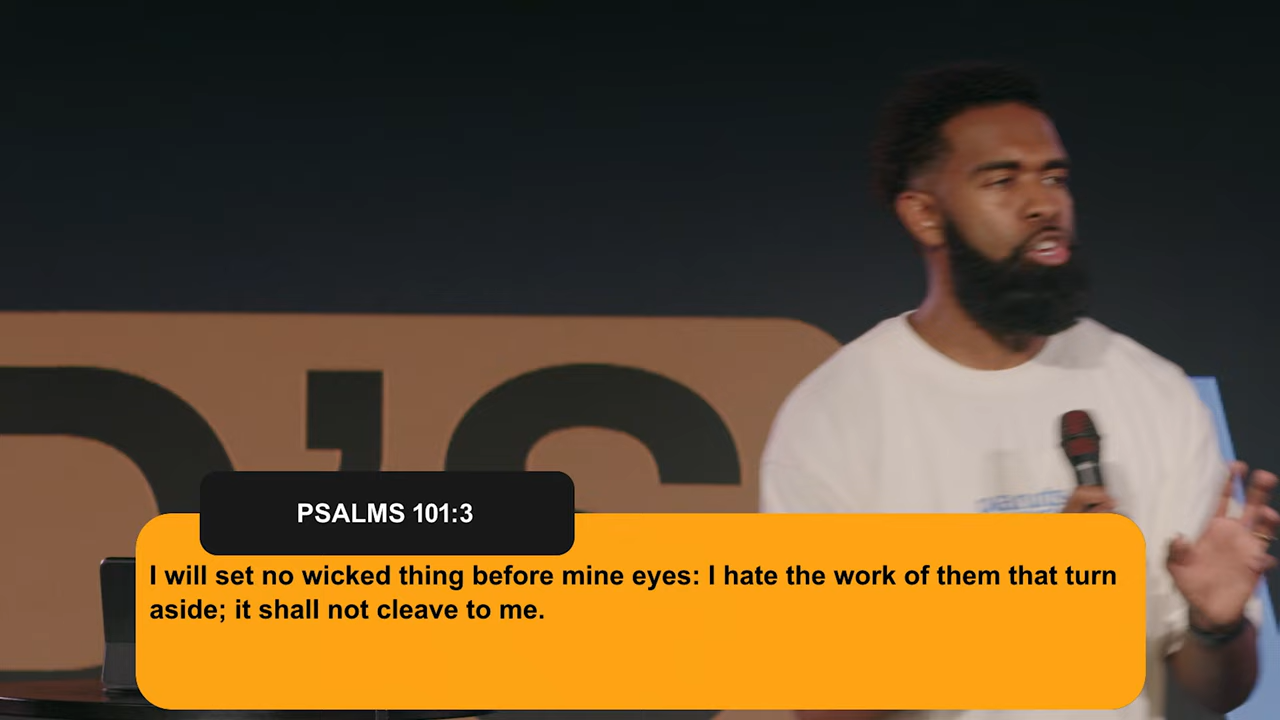 D'S
PSALMS 101:3
I will set no wicked thing before mine eyes: I hate the work of them that turn
aside; it shall not cleave to me.